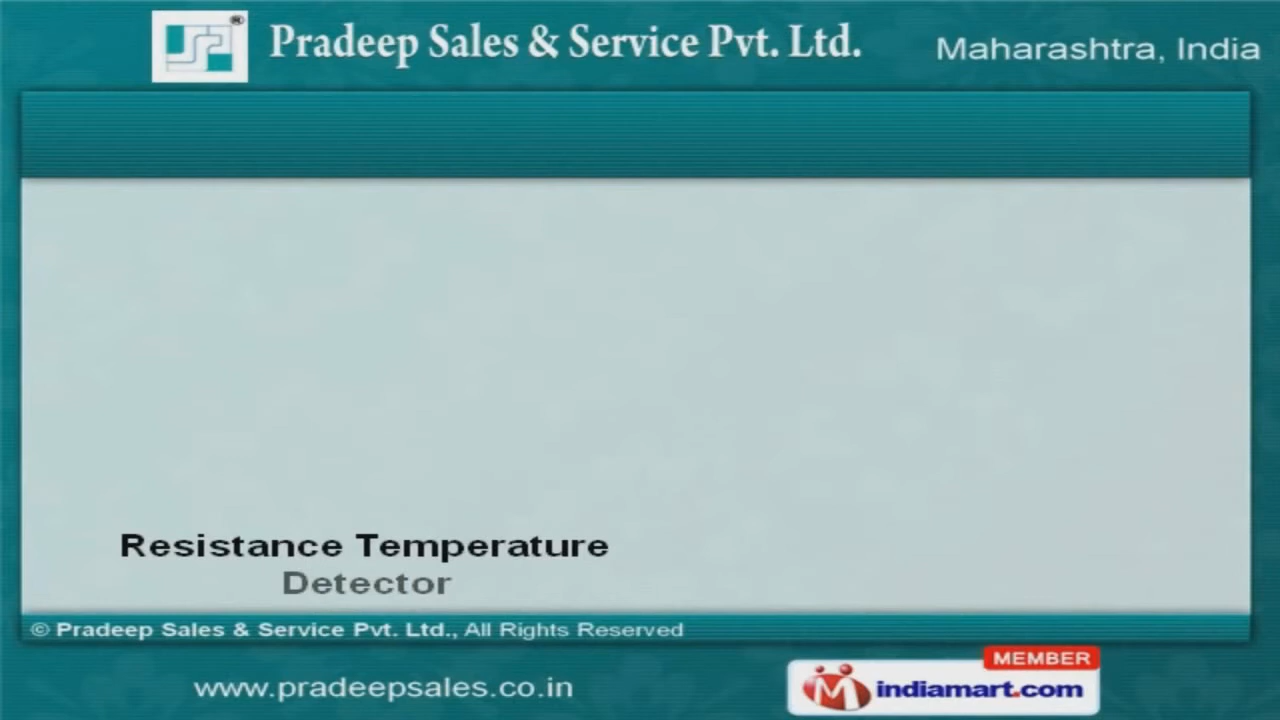 Pradeep Sales & Service Pvt. Ltd.
Maharashtra, India
Resistance Temperature
Detector
© Pradeep Sales & Service Pvt. Ltd., All Rights Reserved
www.pradeepsales.co.in
MEMBER
indiamart.com